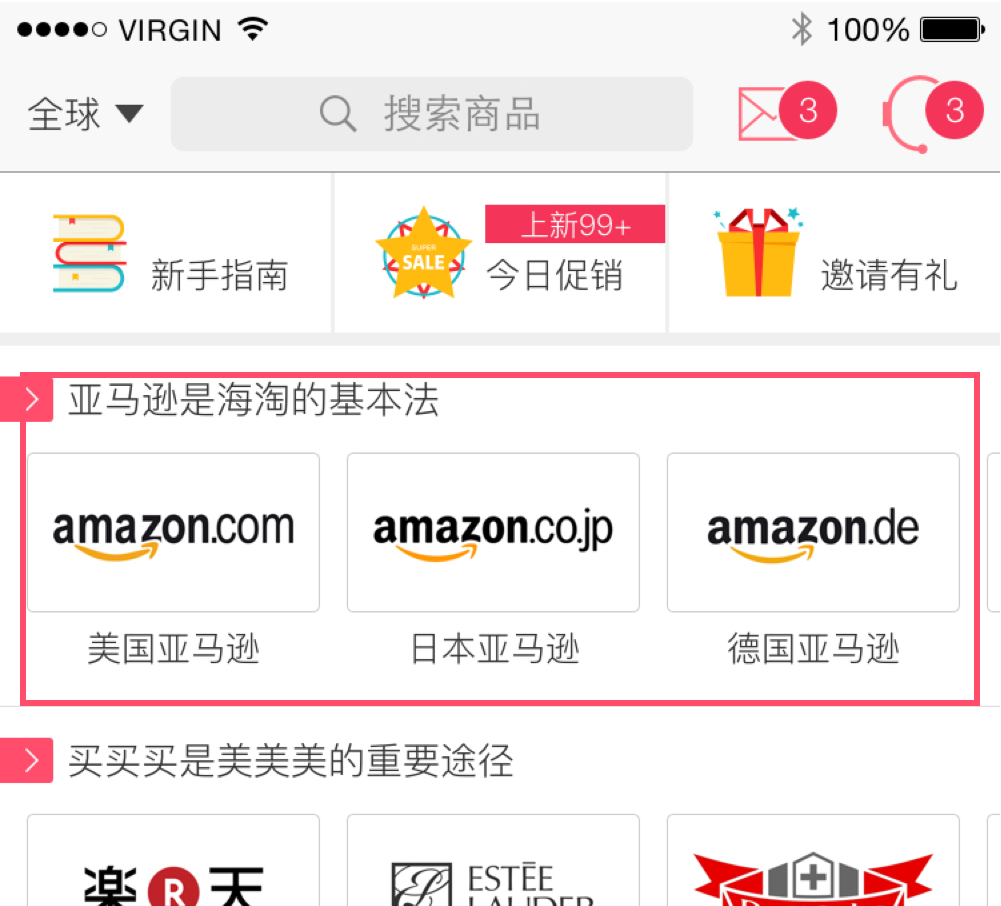 VIRGIN 100%
全球 搜索商品 3 3
上新99+
SUPER
SALE
新手指南 今日促销 邀请有礼
亚马逊是海淘的基本法
amazon.com amazon.co.jp amazon.de
美国亚马逊 日本亚马逊 德国亚马逊
买买买是美美美的重要途径
楽R天 ESTĒE
LAUDER